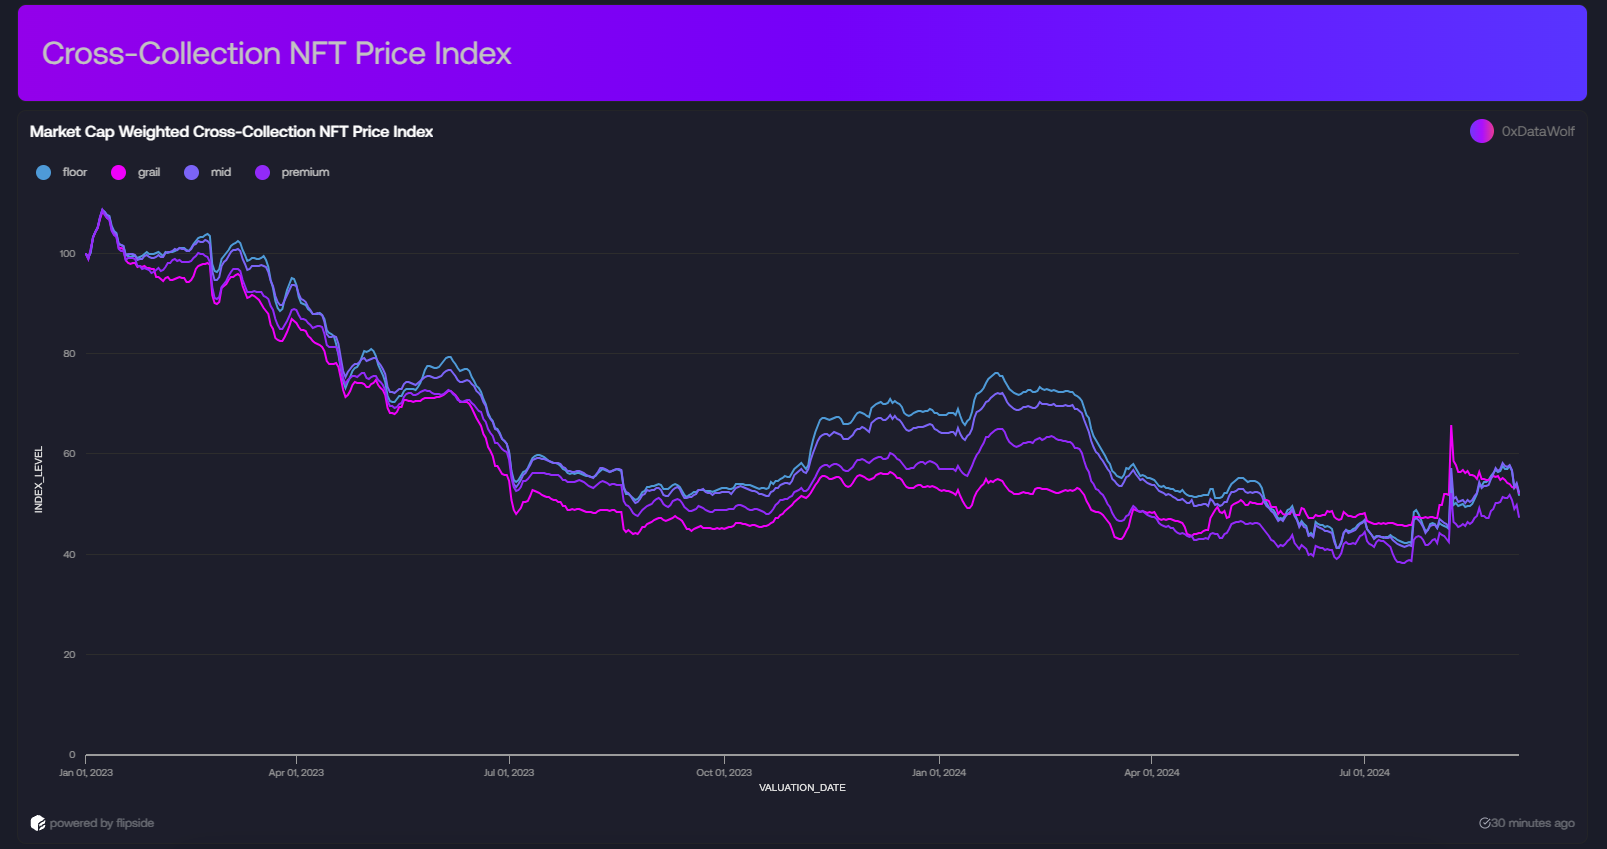 Cross-Collection NFT Price Index
Market Cap Weighted Cross-Collection NFT Price Index
0xDataWolf
floor grail mid premium
100
80
60
40
20
0
INDEX_LEVEL
Jan 01, 2023 Apr 01, 2023 Jul 01, 2023 Oct 01, 2023 Jan 01, 2024 Apr 01, 2024 Jul 01, 2024
VALUATION_DATE
powered by flipside
30 minutes ago